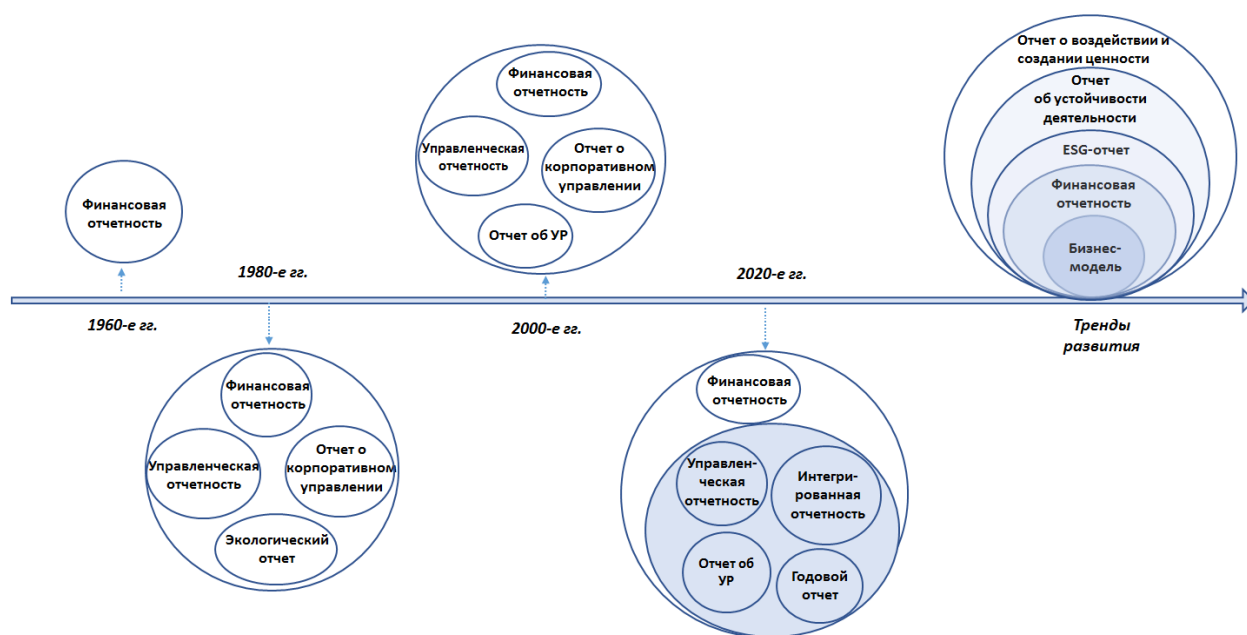 Финансовая
отчетность
1960-е гг.
1980-е гг.
Финансовая
отчетность
Управленческая
отчетность
Отчет о
корпоративном
управлении
Экологический
отчет
Финансовая
отчетность
Управленческая
отчетность
Отчет о
корпоративном
управлении
Отчет об УР
2000-е гг.
2020-е гг.
Финансовая
отчетность
Управлен-
ческая
отчетность
Интегри-
рованная
отчетность
Отчет об
УР
Годовой
отчет
Отчет о воздействии и
создании ценности
Отчет
об устойчивости
деятельности
ESG-отчет
Финансовая
отчетность
Бизнес-
модель
Тренды
развития